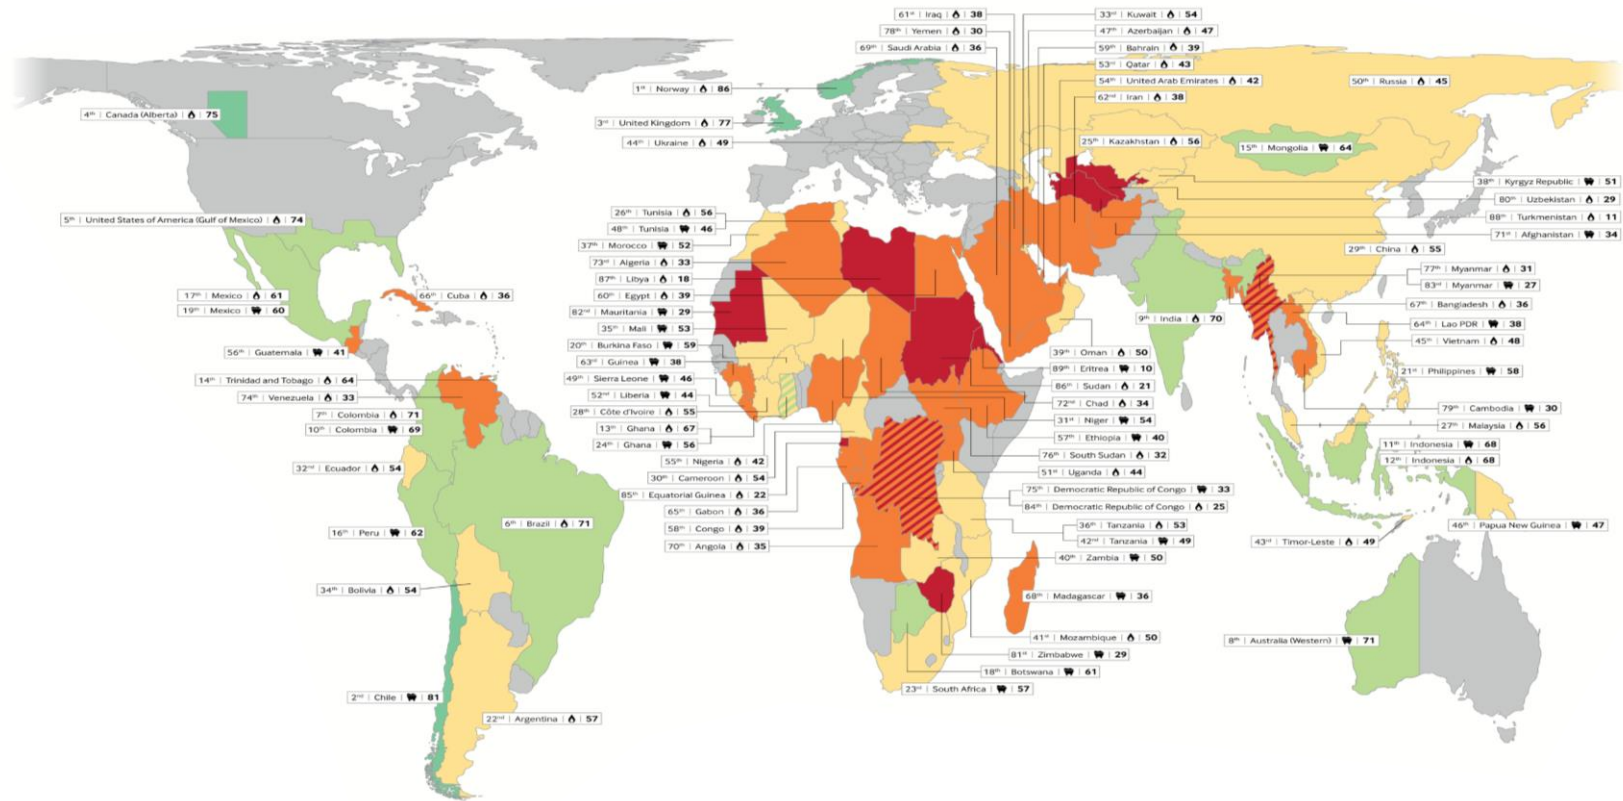 61st | Iraq | 38
78th | Yemen | 30
69th | Saudi Arabia | 36
33rd | Kuwait | 54
47th | Azerbaijan | 47
59th | Bahrain | 39
53rd | Qatar | 43
54th | United Arab Emirates | 42
62nd | Iran | 38
50th | Russia | 45
1st | Norway | 86
4th | Canada (Alberta) | 75
3rd | United Kingdom | 77
44th | Ukraine | 49
25th | Kazakhstan | 56
15th | Mongolia | 64
38th | Kyrgyz Republic | 51
80th | Uzbekistan | 29
88th | Turkmenistan | 11
71st | Afghanistan | 34
5th | United States of America (Gulf of Mexico) | 74
26th | Tunisia | 56
48th | Tunisia | 46
37th | Morocco | 52
73rd | Algeria | 33
87th | Libya | 18
60th | Egypt | 39
82nd | Mauritania | 29
35th | Mali | 53
20th | Burkina Faso | 59
63rd | Guinea | 38
49th | Sierra Leone | 46
52nd | Liberia | 44
28th | Côte d'Ivoire | 55
13th | Ghana | 67
24th | Ghana | 56
55th | Nigeria | 42
30th | Cameroon | 54
85th | Equatorial Guinea | 22
65th | Gabon | 36
58th | Congo | 39
70th | Angola | 35
29th | China | 55
77th | Myanmar | 31
83rd | Myanmar | 27
67th | Bangladesh | 36
64th | Lao PDR | 38
45th | Vietnam | 48
21st | Philippines | 58
79th | Cambodia | 30
27th | Malaysia | 56
11th | Indonesia | 68
12th | Indonesia | 68
46th | Papua New Guinea | 47
43rd | Timor-Leste | 49
8th | Australia (Western) | 71
9th | India | 70
39th | Oman | 50
89th | Eritrea | 10
86th | Sudan | 21
72nd | Chad | 34
31st | Niger | 54
57th | Ethiopia | 40
76th | South Sudan | 32
51st | Uganda | 44
75th | Democratic Republic of Congo | 33
84th | Democratic Republic of Congo | 25
36th | Tanzania | 53
42nd | Tanzania | 49
40th | Zambia | 50
68th | Madagascar | 36
41st | Mozambique | 50
81st | Zimbabwe | 29
18th | Botswana | 61
23rd | South Africa | 57
17th | Mexico | 61
19th | Mexico | 60
66th | Cuba | 36
56th | Guatemala | 41
14th | Trinidad and Tobago | 64
74th | Venezuela | 33
7th | Colombia | 71
10th | Colombia | 69
32nd | Ecuador | 54
6th | Brazil | 71
16th | Peru | 62
34th | Bolivia | 54
2nd | Chile | 81
22nd | Argentina | 57